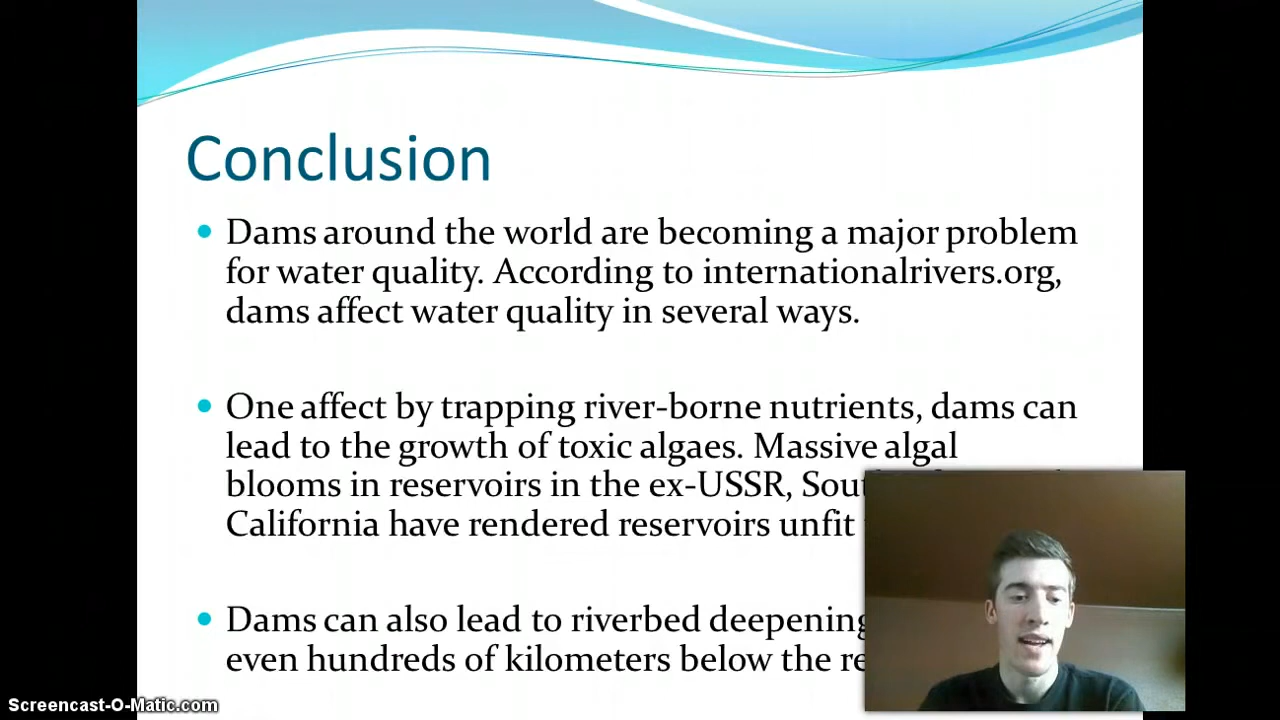 Conclusion
Dams around the world are becoming a major problem
for water quality. According to internationalrivers.org,
dams affect water quality in several ways.
One affect by trapping river-borne nutrients, dams can
lead to the growth of toxic algaes. Massive algal
blooms in reservoirs in the ex-USSR,
California have rendered reservoirs unfit
Dams can also lead to riverbed deepening
even hundreds of kilometers below the
Screencast-O-Matic.com